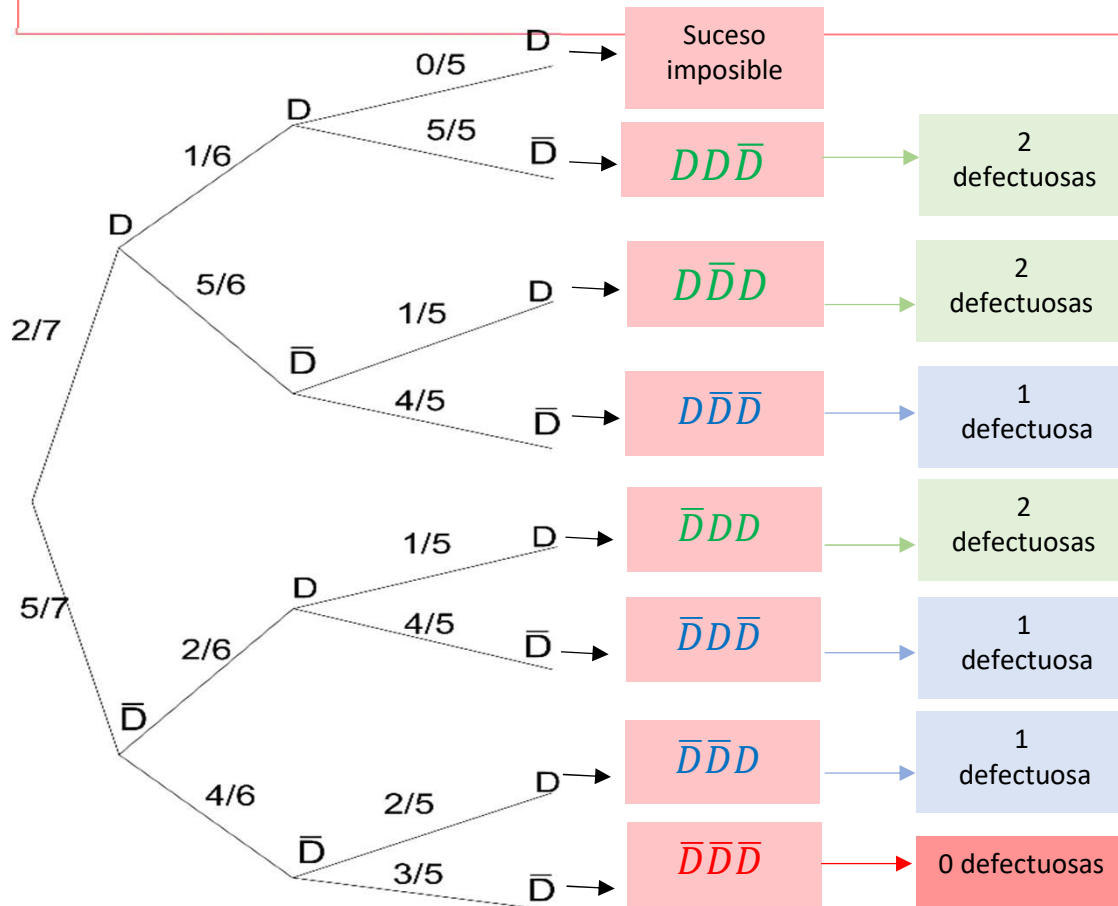 D
Suceso
imposible
0/5
D
5/5
1/6
D̅
DDD̅
2
defectuosas
D
5/6
D
DD̅D
2
defectuosas
1/5
2/7
D̅
4/5
D̅
DD̅D̅
1
defectuosa
D
D̅DD
2
defectuosas
1/5
D
5/7
4/5
2/6
D̅
D̅DD̅
1
defectuosa
D̅
D
D̅D̅D
1
defectuosa
4/6
2/5
D̅
3/5
D̅
D̅D̅D̅
0 defectuosas